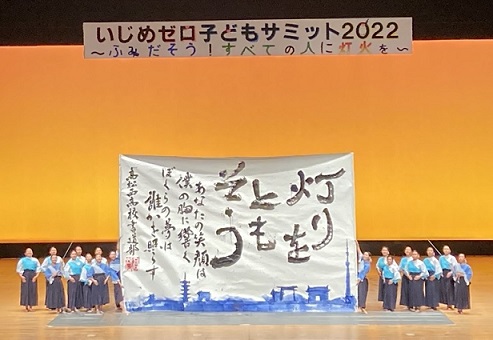 いじめゼロ子どもサミット2022
～ふみだそう！すべての人に灯火を～
灯りを
とも
そう
あなたの笑顔は
僕の胸に響く
ぼくらの夢は
誰かを照らす
高松西高校書道部